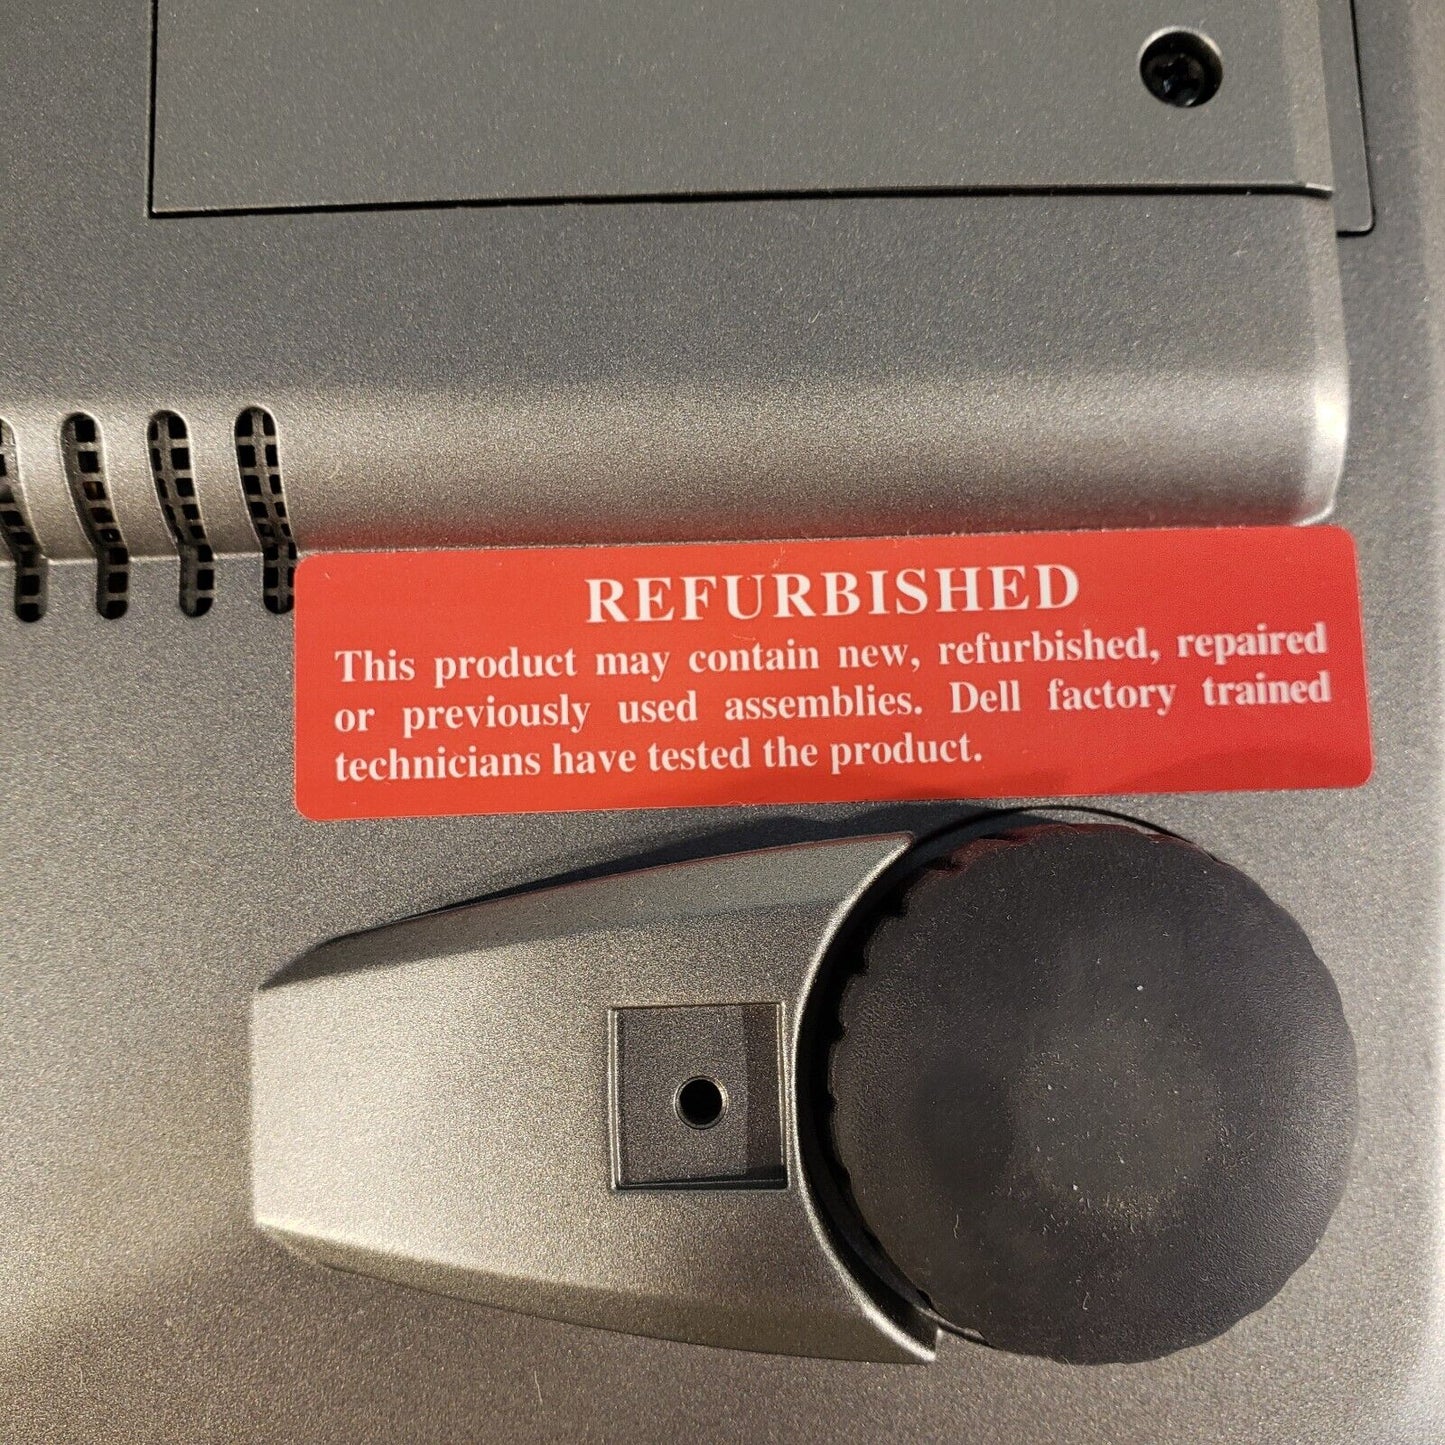 REFURBISHED
This product may contain new, refurbished, repaired
or previously used assemblies. Dell factory trained
technicians have tested the product.